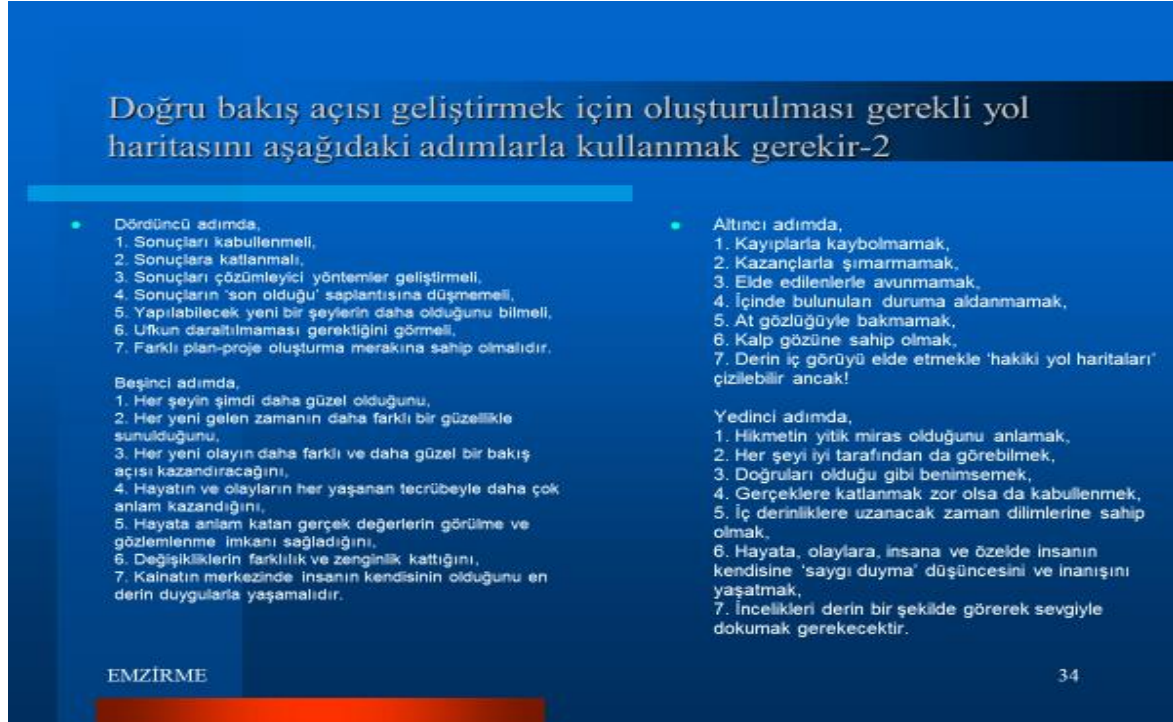 Doğru bakış açısı geliştirmek için oluşturulması gerekli yol
haritasını aşağıdaki adımlarla kullanmak gerekir-2
Dördüncü adımda,
1. Sonuçları kabullenmeli,
2. Sonuçlara katlanmalı,
3. Sonuçları çözümleyici yöntemler geliştirmeli,
4. Sonuçların 'son olduğu' saplantısına düşmemeli,
5. Yapılabilecek yeni bir şeylerin daha olduğunu bilmeli,
6. Ufkun daraltılmaması gerektiğini görmeli,
7. Farklı plan-proje oluşturma merakına sahip olmalıdır.
Beşinci adımda,
1. Her şeyin şimdi daha güzel olduğunu,
2. Her yeni gelen zamanın daha farklı bir güzellikle
sunulduğunu,
3. Her yeni olayın daha farklı ve daha güzel bir bakış
açısı kazandıracağını,
4. Hayatın ve olayların her yaşanan tecrübeyle daha çok
anlam kazandığını,
5. Hayata anlam katan gerçek değerlerin görülme ve
gözlemlenme imkanı sağladığını,
6. Değişikliklerin farklılık ve zenginlik kattığını,
7. Kainatın merkezinde insanın kendisinin olduğunu en
derin duygularla yaşamalıdır.
Altıncı adımda,
1. Kayıplarla kaybolmamak,
2. Kazançlarla şımarmamak,
3. Elde edilenlerle avunmamak,
4. İçinde bulunulan duruma aldanmamak,
5. At gözlüğüyle bakmamak,
6. Kalp gözüne sahip olmak,
7. Derin iç görüyü elde etmekle 'hakiki yol haritaları'
çizilebilir ancak!
Yedinci adımda,
1. Hikmetin yitik miras olduğunu anlamak,
2. Her şeyi iyi tarafından da görebilmek,
3. Doğruları olduğu gibi benimsemek,
4. Gerçeklere katlanmak zor olsa da kabullenmek,
5. İç derinliklere uzanacak zaman dilimlerine sahip
olmak,
6. Hayata, olaylara, insana ve özelde insanın
kendisine 'saygı duyma' düşüncesini ve inanışını
yaşatmak,
7. İncelikleri derin bir şekilde görerek sevgiyle
dokumak gerekecektir.
EMZİRME
34